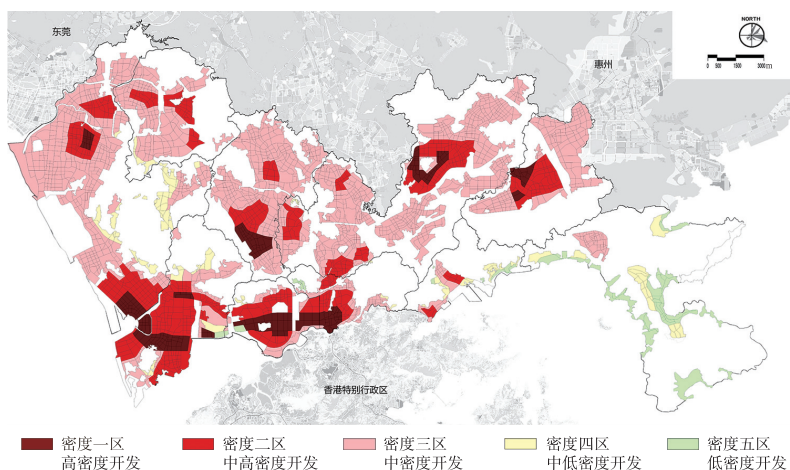 东莞
NORTH
惠州
0 500 1500 3000(m)
香港特别行政区
密度一区
高密度开发
密度二区
中高密度开发
密度三区
中密度开发
密度四区
中低密度开发
密度五区
低密度开发